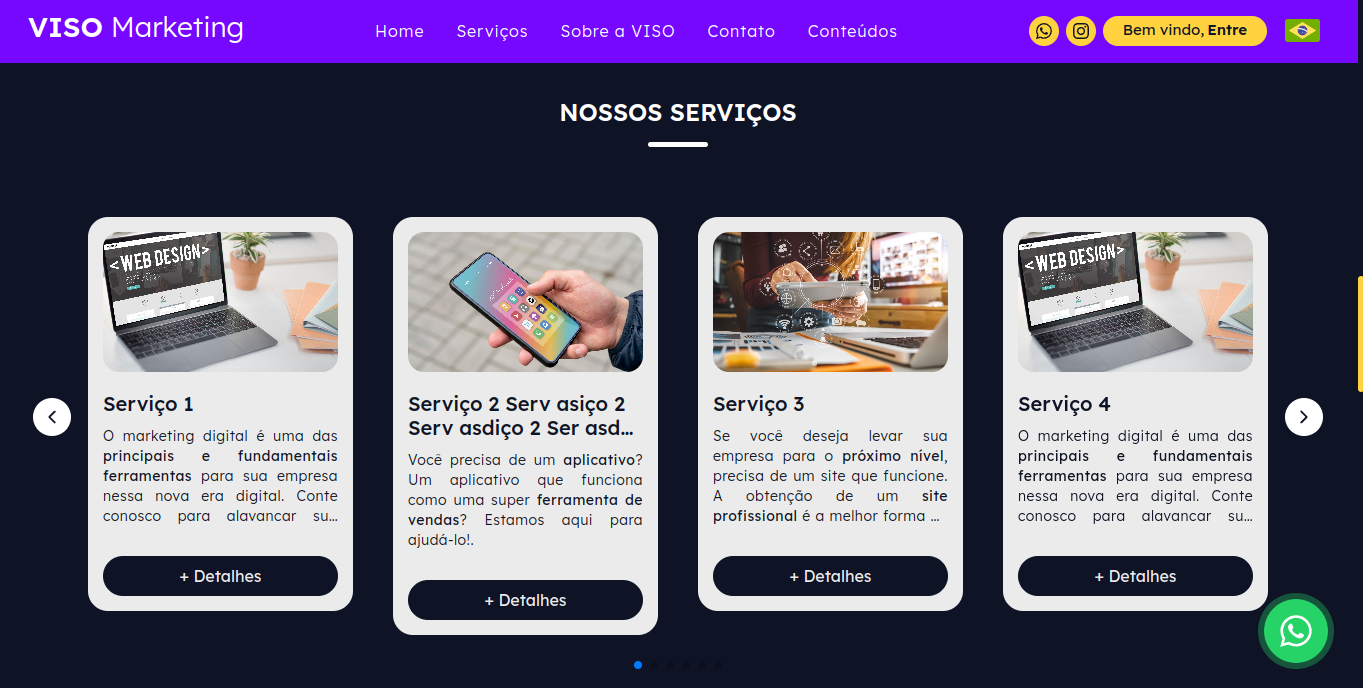 VISO Marketing
Home
Serviços
Sobre a VISO
Contato
Conteúdos
Bem vindo, Entre
NOSSOS SERVIÇOS
<WEB DESIGN>
Serviço 1
O marketing digital é uma das
principais e fundamentais
ferramentas para sua empresa
nessa nova era digital. Conte
conosco para alavancar su...
+ Detalhes
Serviço 2 Serv asiço 2
Serv asdiço 2 Ser asd...
Você precisa de um aplicativo?
Um aplicativo que funciona
como uma super ferramenta de
vendas? Estamos aqui para
ajudá-lo!.
+ Detalhes
Serviço 3
Se você deseja levar sua
empresa para o próximo nível,
precisa de um site que funcione.
A obtenção de um site
profissional é a melhor forma ...
+ Detalhes
<WEB DESIGN>
Serviço 4
O marketing digital é uma das
principais e fundamentais
ferramentas para sua empresa
nessa nova era digital. Conte
conosco para alavancar su...
+ Detalhes